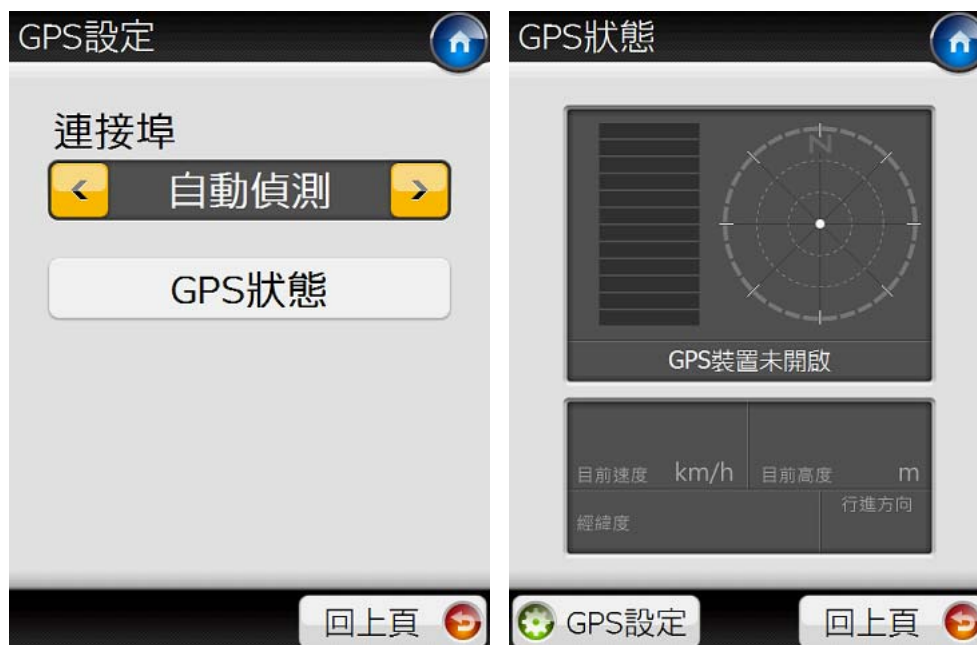 GPS設定
連接埠
自動偵測
GPS狀態
回上頁
GPS狀態
N
GPS裝置未開啟
目前速度 km/h 目前高度 m
行進方向
經緯度
GPS設定 回上頁